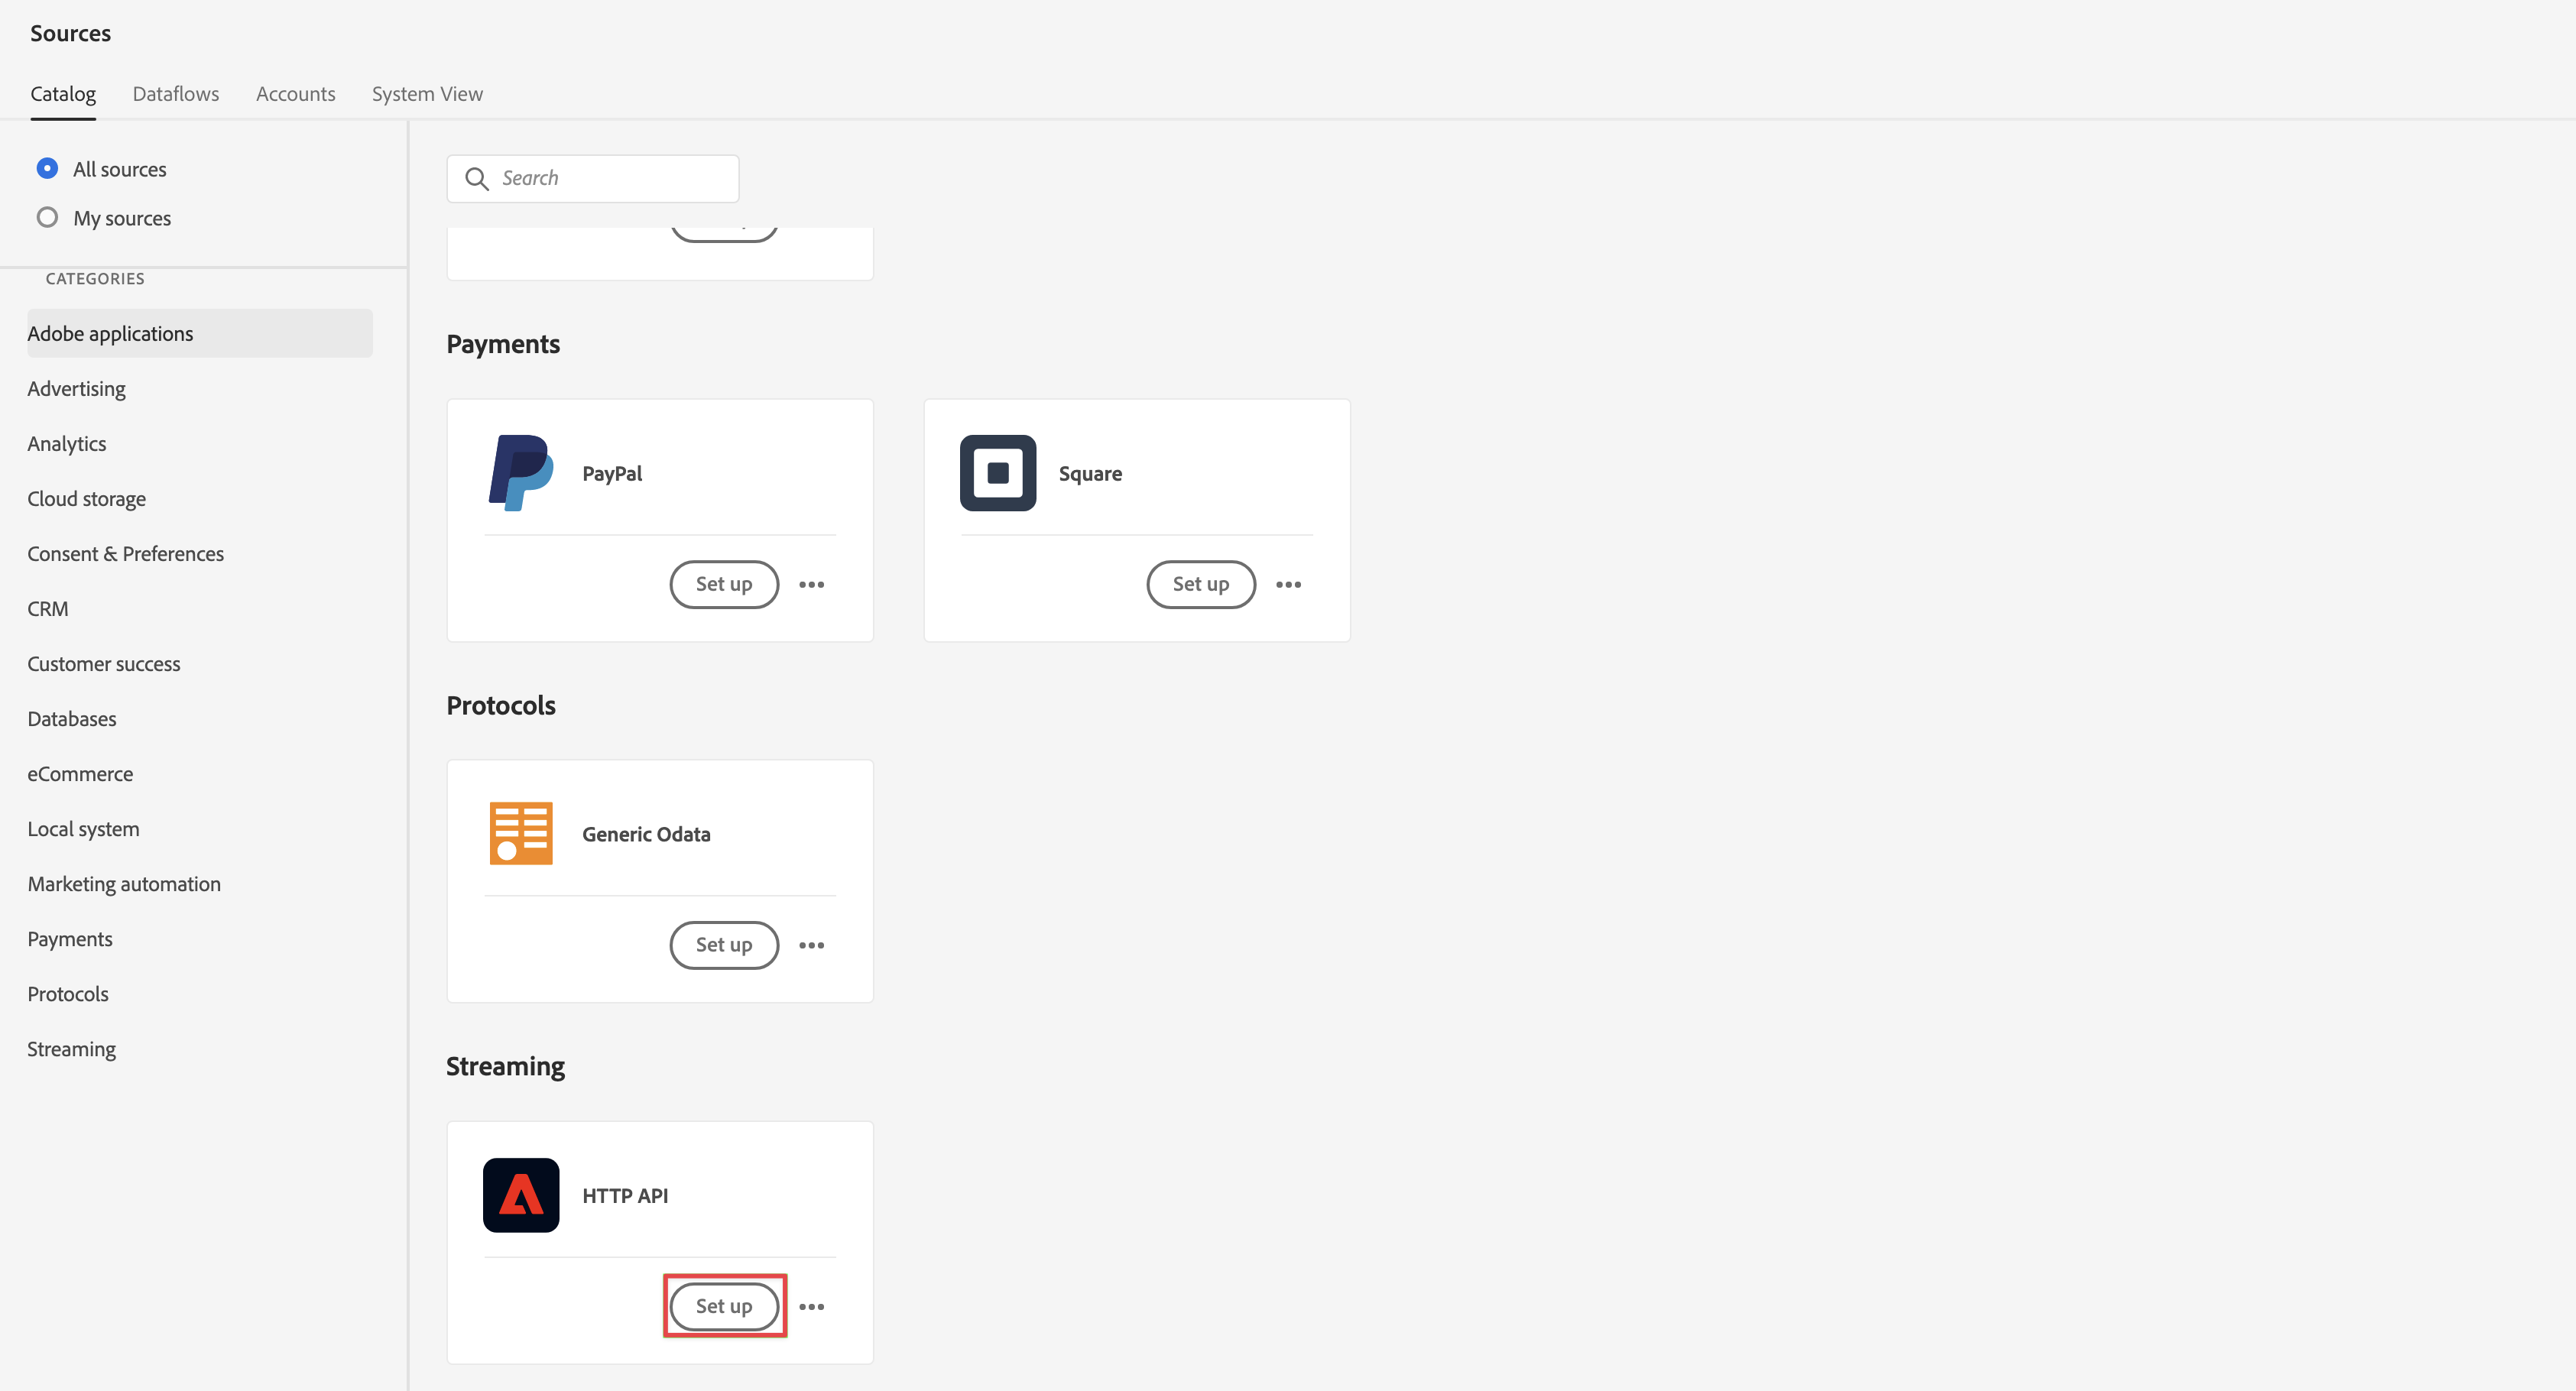 Sources
Catalog Dataflows Accounts System View
All sources
My sources
CATEGORIES
Adobe applications
Advertising
Analytics
Cloud storage
Consent & Preferences
CRM
Customer success
Databases
eCommerce
Local system
Marketing automation
Payments
Protocols
Streaming
Search
Payments
PayPal
Set up
Square
Set up
Protocols
Generic Odata
Set up
Streaming
HTTP API
Set up